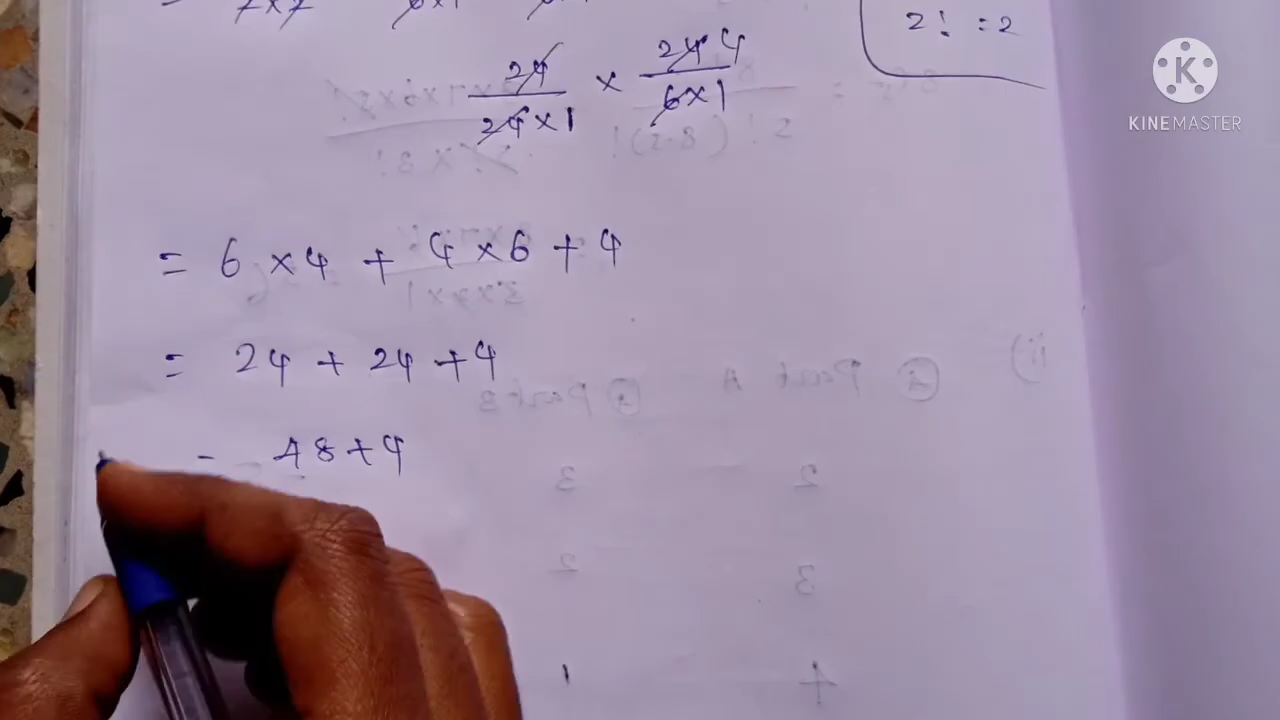 2! = 2
24/24×1 × 24 4/6×1
= 6 × 4 + 4 × 6 + 4
= 24 + 24 + 4
= 48 + 4
KINEMASTER